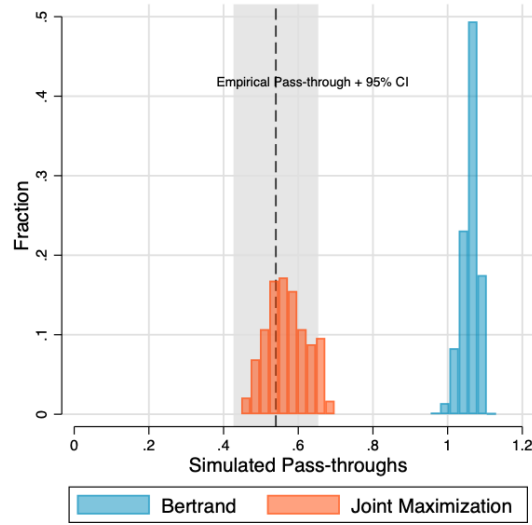 .5
Empirical Pass-through + 95% CI
.4
.3
Fraction
.2
.1
0
0 .2 .4 .6 .8 1 1.2
Simulated Pass-throughs
Bertrand Joint Maximization